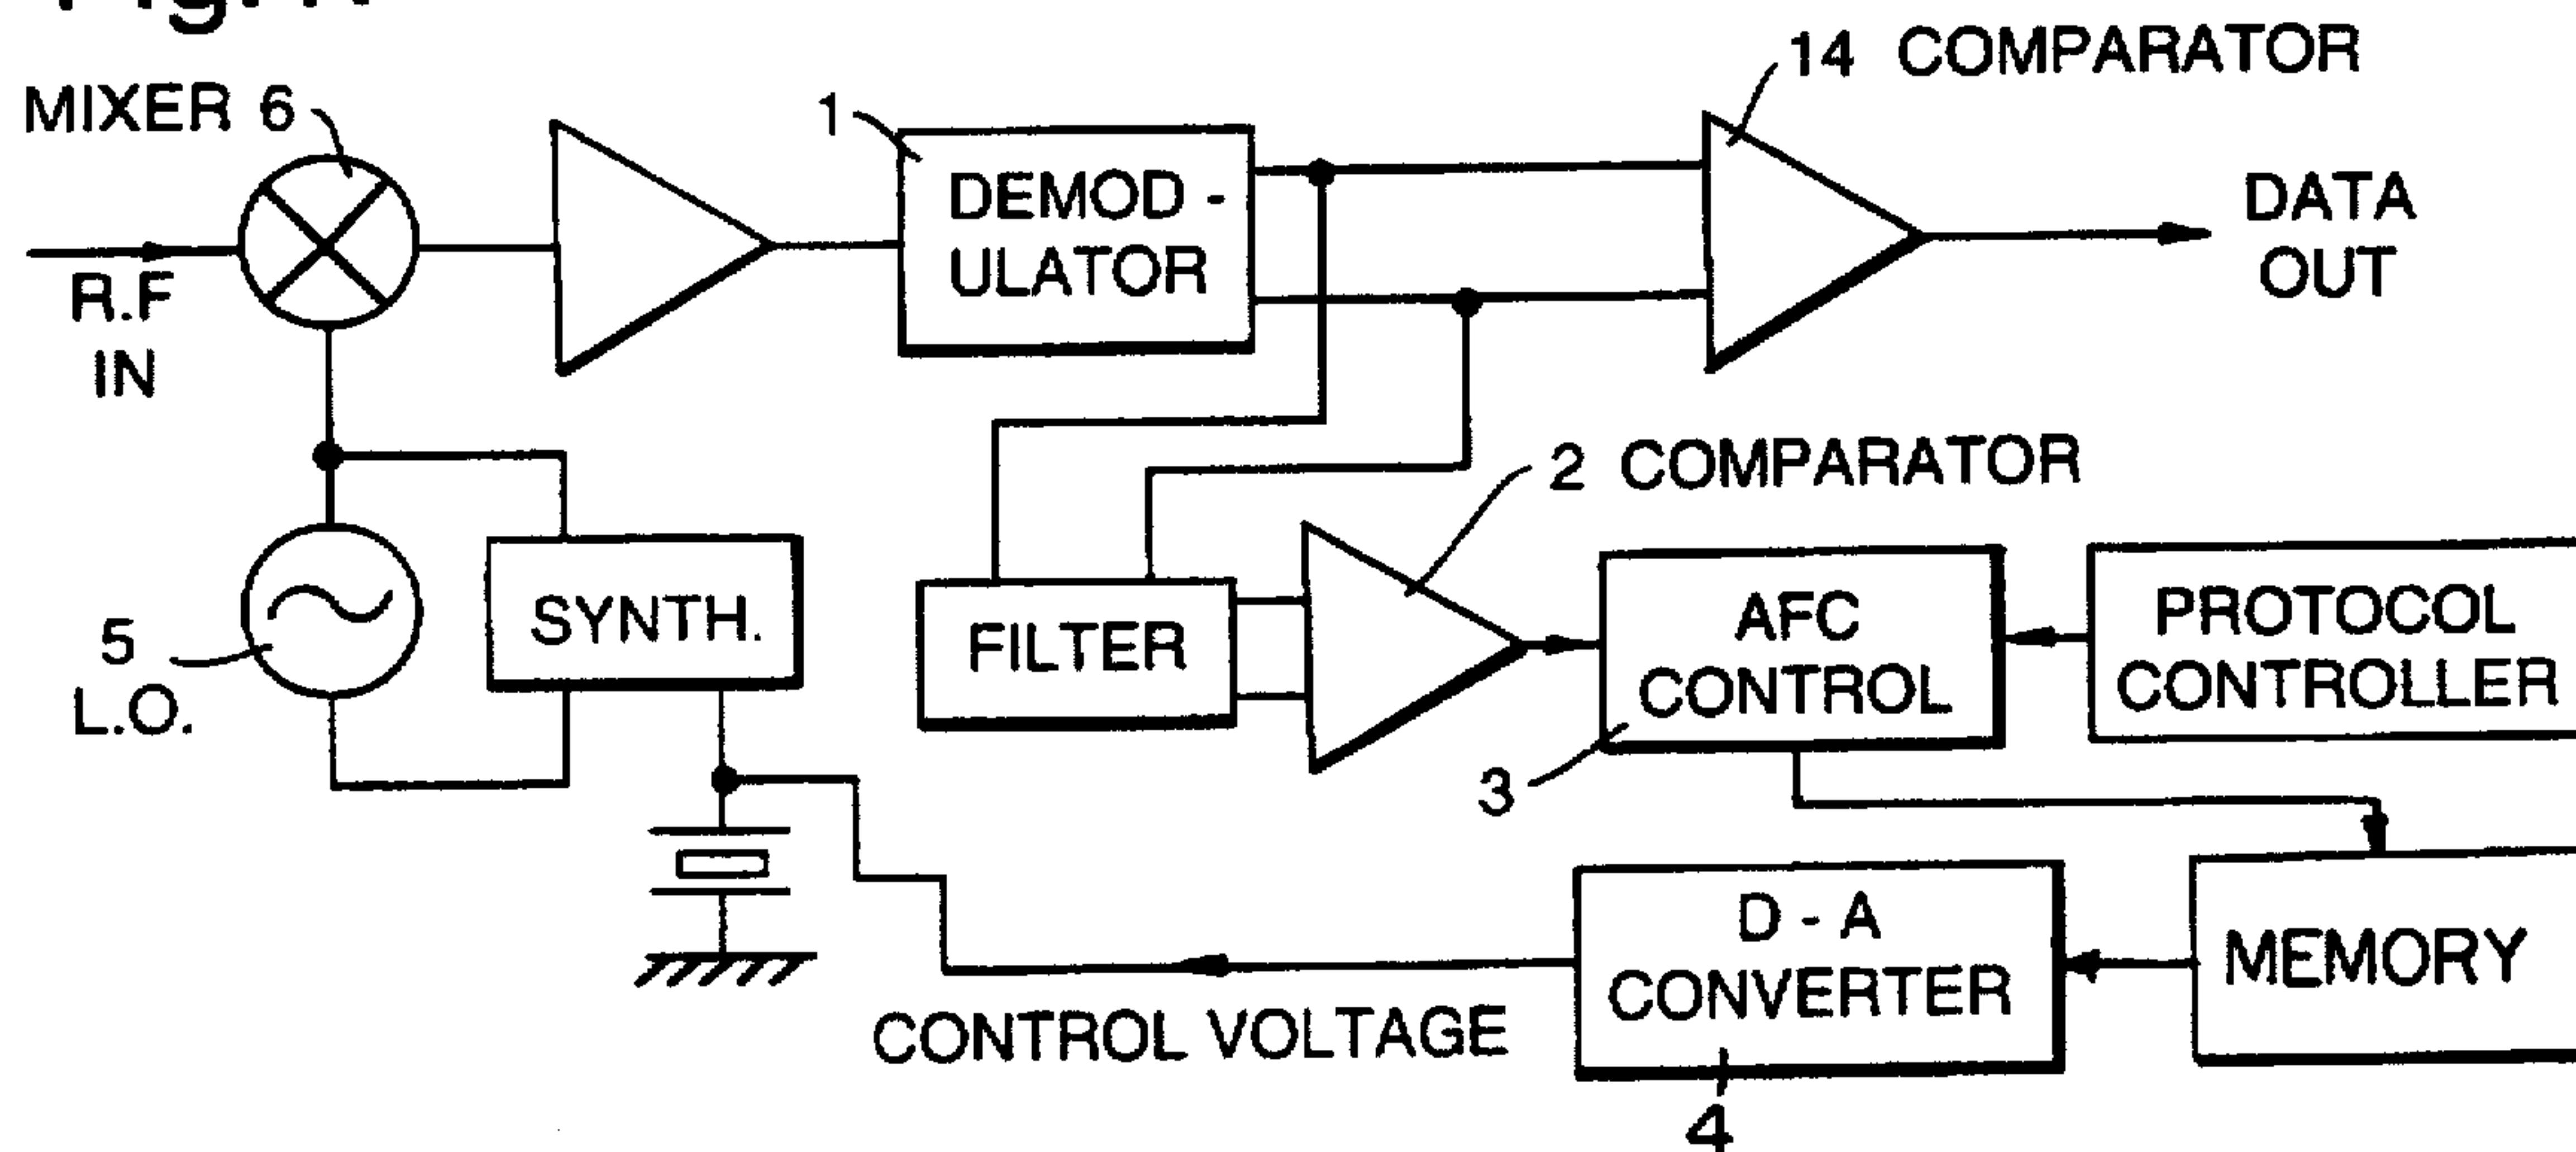 MIXER 6
1
14 COMPARATOR
DEMOD -
ULATOR
DATA
OUT
R.F
IN
2 COMPARATOR
5
L.O.
SYNTH.
FILTER
AFC
CONTROL
3
PROTOCOL
CONTROLLER
D - A
CONVERTER
4
MEMORY
CONTROL VOLTAGE